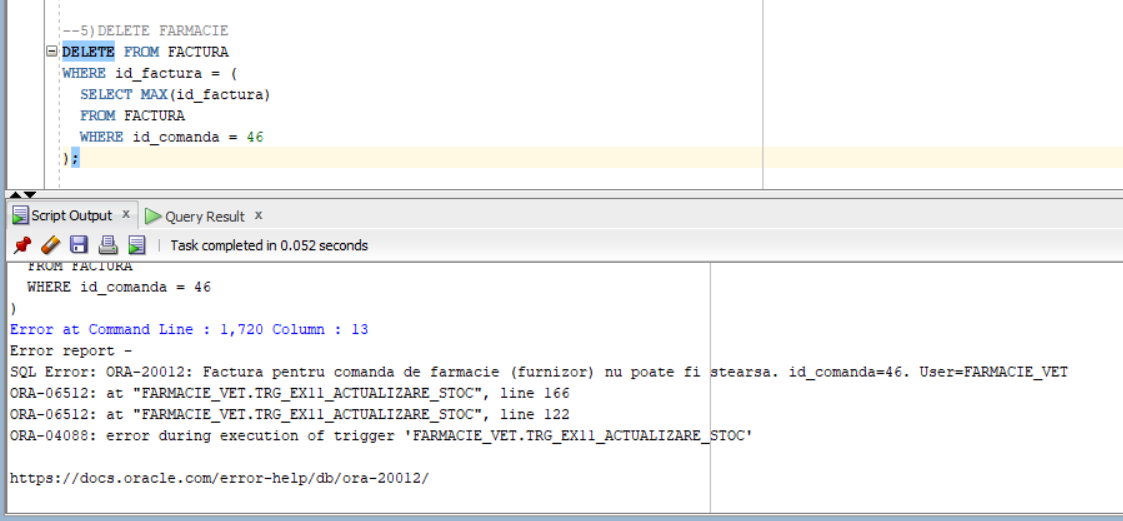 --5)DELETE FARMACIE
DELETE FROM FACTURA
WHERE id_factura = (
SELECT MAX(id_factura)
FROM FACTURA
WHERE id_comanda = 46
);
Script Output x Query Result x
Task completed in 0.052 seconds
FROM FACTURA
WHERE id_comanda = 46
)
Error at Command Line : 1,720 Column : 13
Error report -
SQL Error: ORA-20012: Factura pentru comanda de farmacie (furnizor) nu poate fi stearsa. id_comanda=46. User=FARMACIE_VET
ORA-06512: at "FARMACIE_VET.TRG_EX11_ACTUALIZARE_STOC", line 166
ORA-06512: at "FARMACIE_VET.TRG_EX11_ACTUALIZARE_STOC", line 122
ORA-04088: error during execution of trigger 'FARMACIE_VET.TRG_EX11_ACTUALIZARE_STOC'
https://docs.oracle.com/error-help/db/ora-20012/